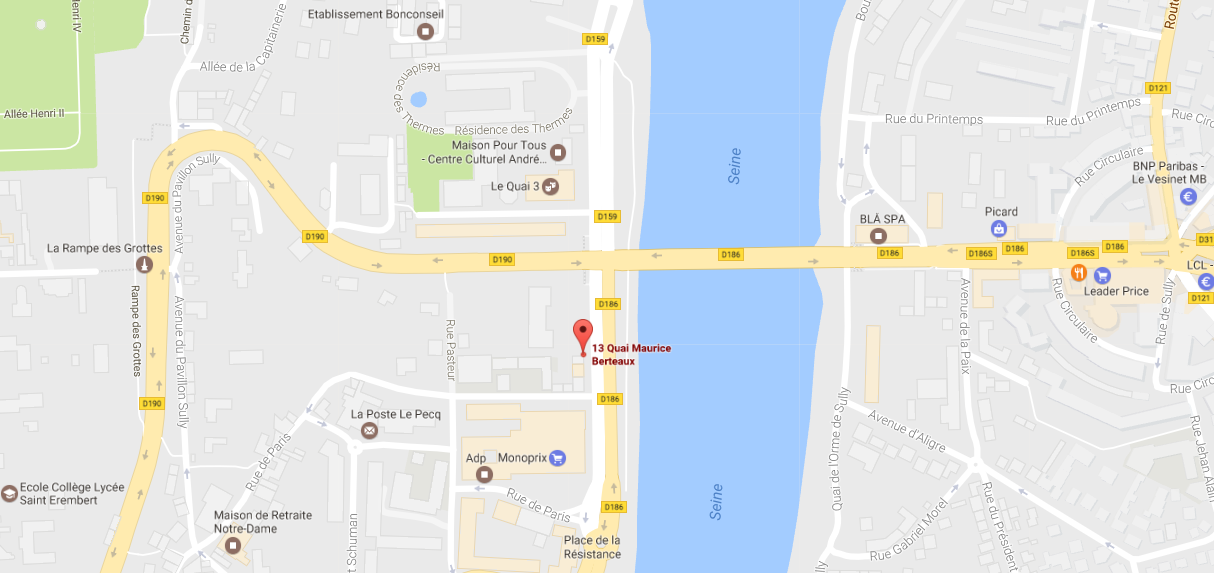 Henri IV
Chemin de
Etablissement Bonconseil
D159
Allée de la Capitainerie
Résidence des Thermes
Résidence des Thermes
Allée Henri II
Maison Pour Tous
- Centre Culturel André...
Le Quai 3
Avenue du Pavillon Sully
D190
D190
D159
La Rampe des Grottes
D190
D186
D186
D186S
D186
D186S
D186
D31
Seine
Bou
Route
D121
Rue du Printemps
Rue du Printemps
Rue Circ
Rue Circulaire
BNP Paribas -
Le Vesinet MB
Picard
BLÂ SPA
LCL -
D121
Leader Price
Rampe des Grottes
Avenue du Pavillon Sully
Rue Pasteur
D186
13 Quai Maurice
Berteaux
Avenue de la Paix
Rue Circulaire
Rue de Sully
Rue Circ
D190
D186
La Poste Le Pecq
Rue de Paris
Adp
Monoprix
Quai de l'Orme de Sully
Avenue d'Aligre
Rue Jehan Alain
Ecole Collège Lycée
Saint Erembert
Rue de Paris
D186
Seine
Maison de Retraite
Notre-Dame
t Schuman
Place de la
Résistance
Rue Gabriel Morel
Rue du Président